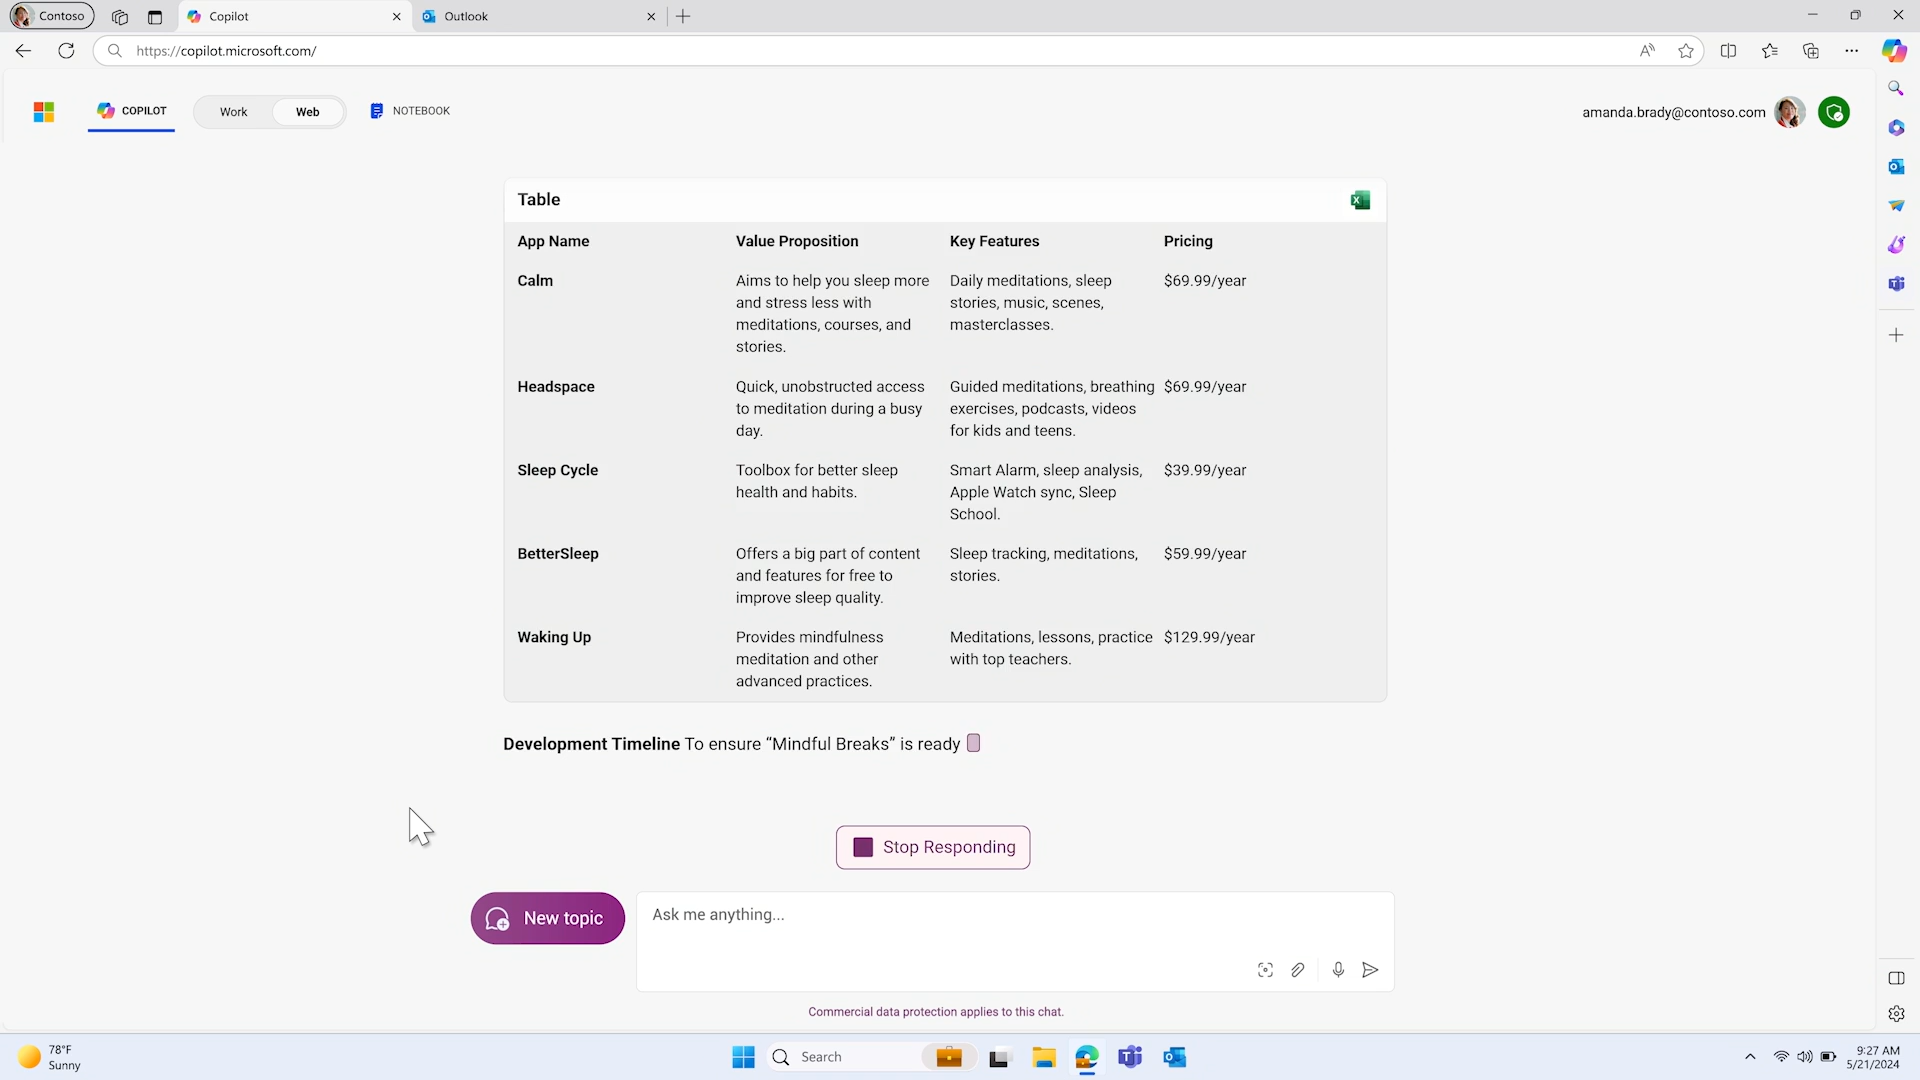 Contoso
Copilot
Outlook
https://copilot.microsoft.com/
COPILOT
Work
Web
NOTEBOOK
amanda.brady@contoso.com
Table
App Name
Value Proposition
Key Features
Pricing
Calm
Aims to help you sleep more
and stress less with
meditations, courses, and
stories.
Daily meditations, sleep
stories, music, scenes,
masterclasses.
$69.99/year
Headspace
Quick, unobstructed access
to meditation during a busy
day.
Guided meditations, breathing
exercises, podcasts, videos
for kids and teens.
$69.99/year
Sleep Cycle
Toolbox for better sleep
health and habits.
Smart Alarm, sleep analysis,
Apple Watch sync, Sleep
School.
$39.99/year
BetterSleep
Offers a big part of content
and features for free to
improve sleep quality.
Sleep tracking, meditations,
stories.
$59.99/year
Waking Up
Provides mindfulness
meditation and other
advanced practices.
Meditations, lessons, practice
with top teachers.
$129.99/year
Development Timeline To ensure “Mindful Breaks” is ready
Stop Responding
New topic
Ask me anything...
Commercial data protection applies to this chat.
78°F
Sunny
Search
9:27 AM
5/21/2024